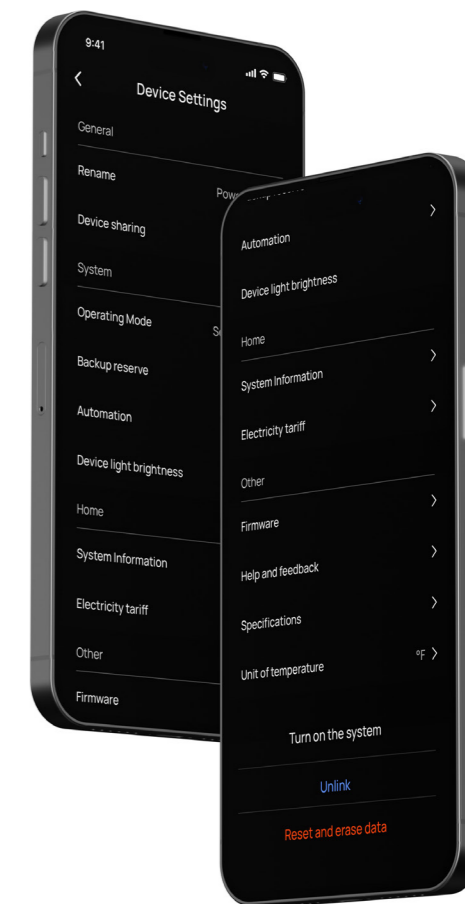 9:41
Device Settings
General
Rename
Device sharing
System
Operating Mode
Backup reserve
Automation
Device light brightness
Home
System Information
Electricity tariff
Other
Firmware
Automation
Device light brightness
Home
System Information
Electricity tariff
Other
Firmware
Help and feedback
Specifications
Unit of temperature °F
Turn on the system
Unlink
Reset and erase data